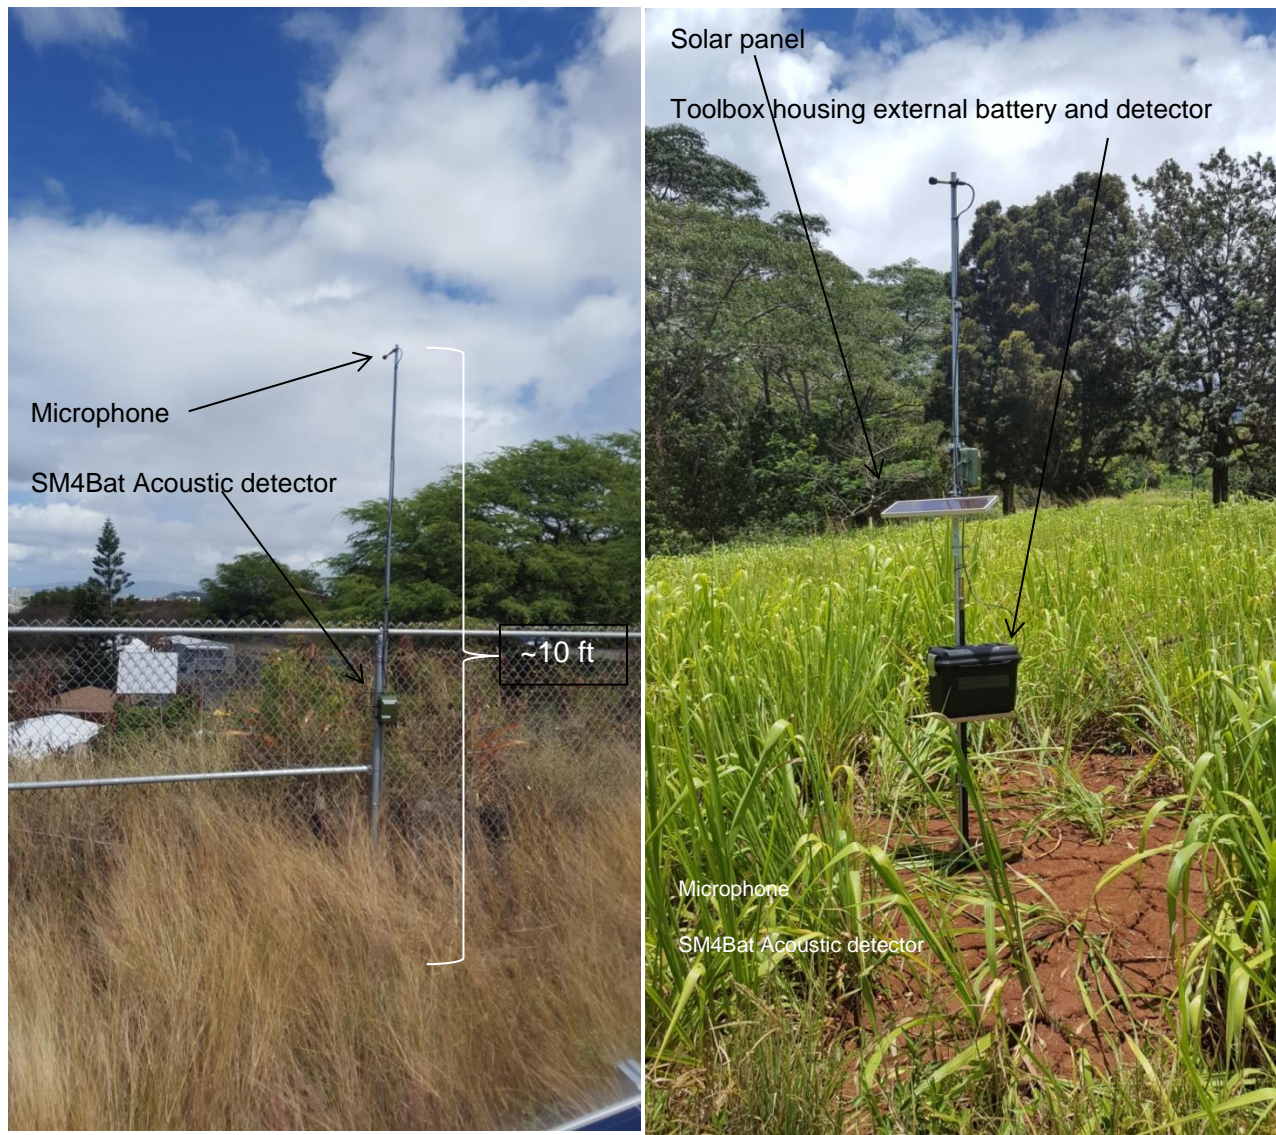 Microphone
SM4Bat Acoustic detector
~10 ft
Solar panel
Toolbox housing external battery and detector
Microphone
SM4Bat Acoustic detector